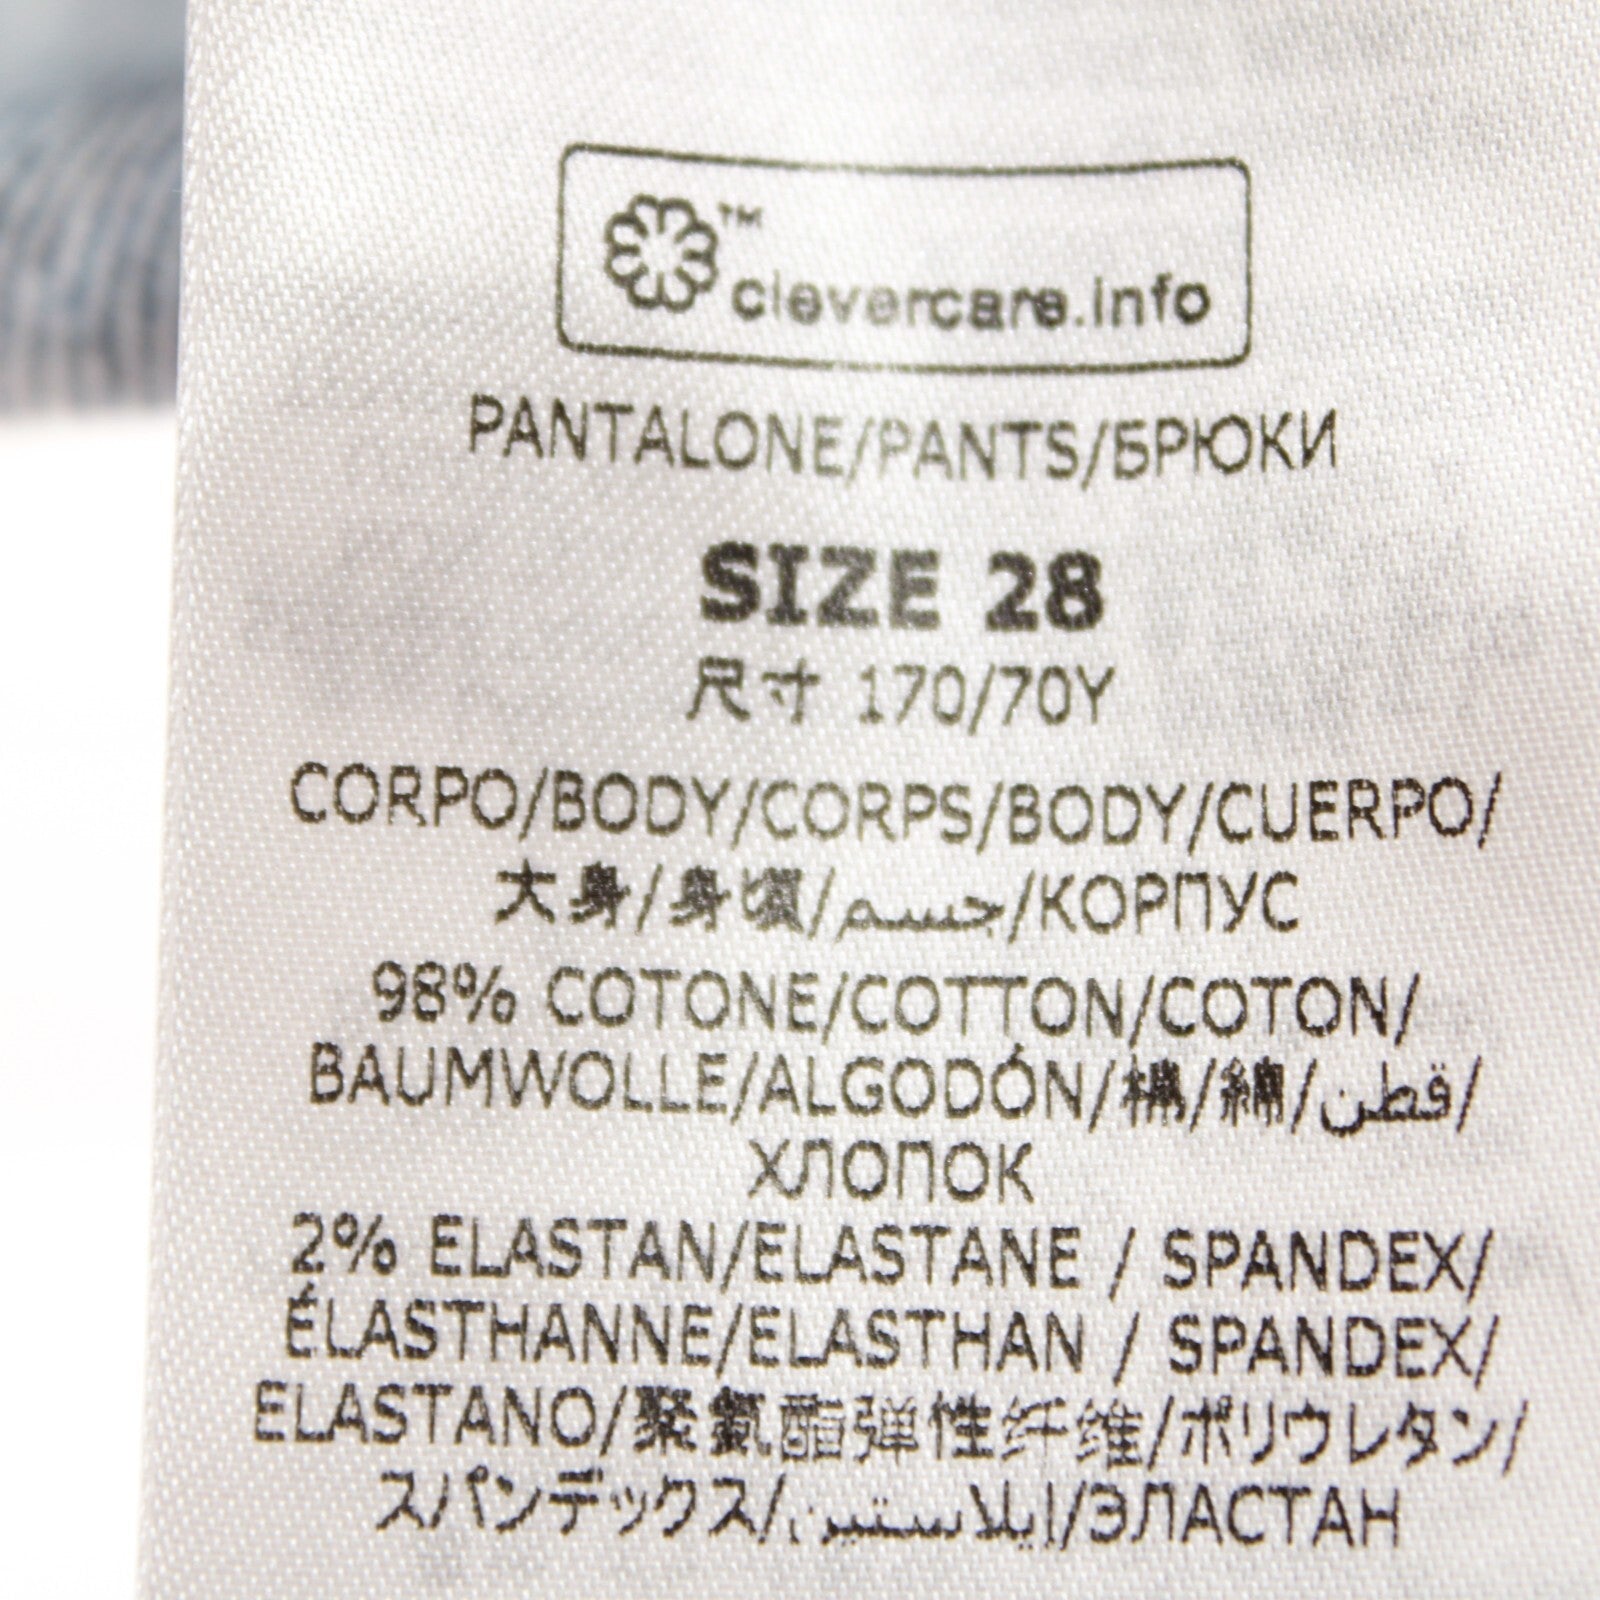 ™ clevercare.info
PANTALONE/PANTS/БРЮКИ
SIZE 28
尺寸 170/70Y
CORPO/BODY/CORPS/BODY/CUERPO/
大身/身頃/جسم/КОРПУС
98% COTONE/COTTON/COTON/
BAUMWOLLE/ALGODÓN/棉/綿/قطن/
ХЛОПОК
2% ELASTAN/ELASTANE / SPANDEX/
ÉLASTHANNE/ELASTHAN / SPANDEX/
ELASTANO/聚氨酯弹性纤维/ポリウレタン/
スパンデックス/إيلاستين/ЭЛАСТАН